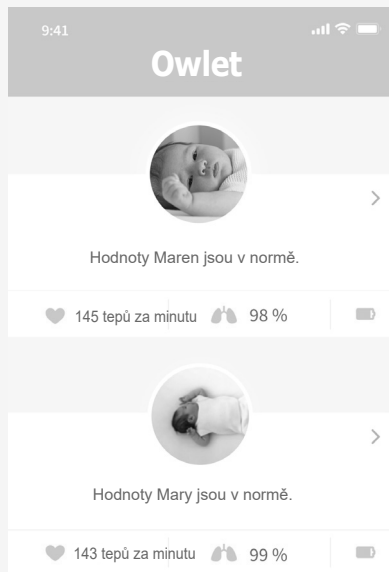 9:41
Owlet
Hodnoty Maren jsou v normě.
145 tepů za minutu 98 %
Hodnoty Mary jsou v normě.
143 tepů za minutu 99 %